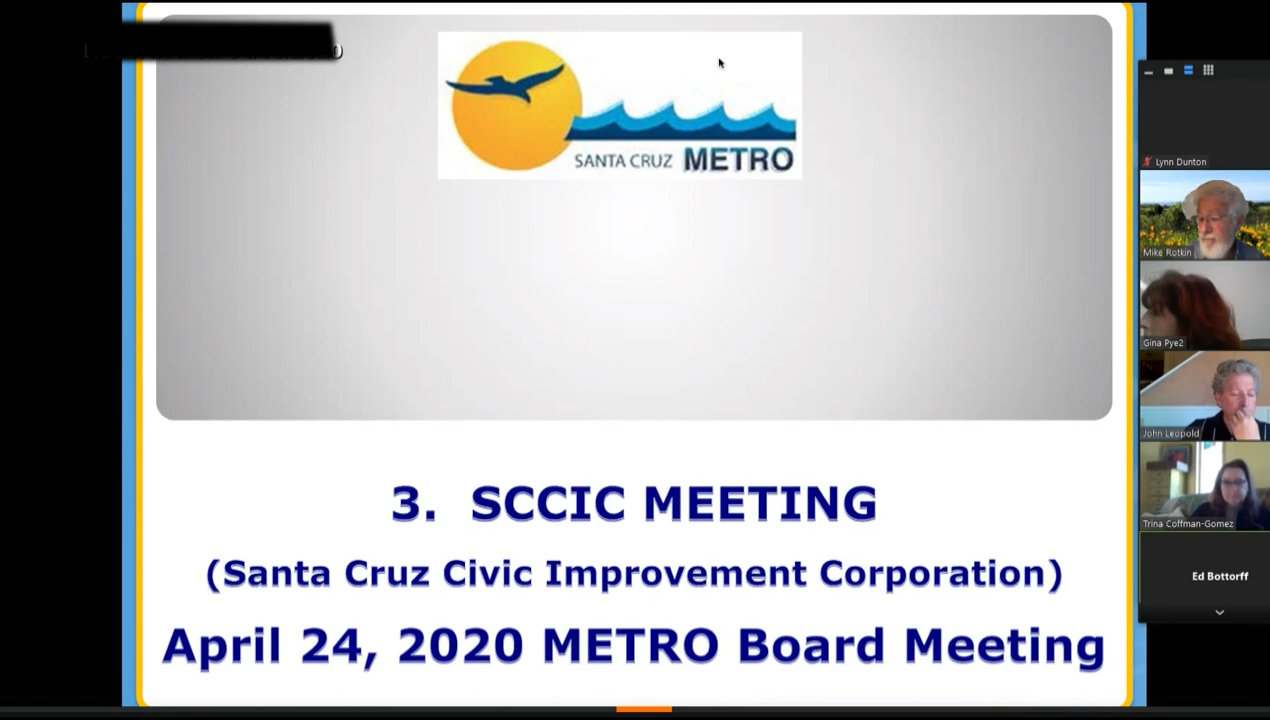 SANTA CRUZ METRO
3. SCCIC MEETING
(Santa Cruz Civic Improvement Corporation)
April 24, 2020 METRO Board Meeting
Lynn Dunton
Mike Rotkin
Gina Pye2
John Leopold
Trina Coffman-Gomez
Ed Bottorff